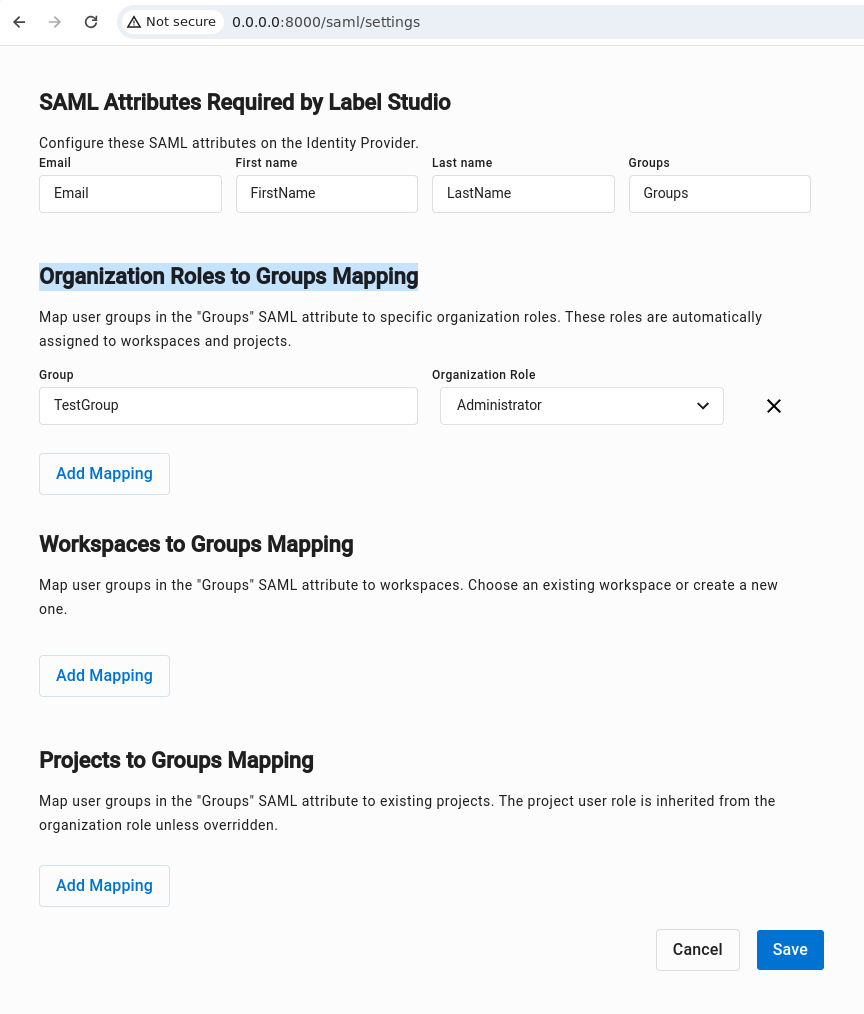 Not secure 0.0.0.0:8000/saml/settings
SAML Attributes Required by Label Studio
Configure these SAML attributes on the Identity Provider.
Email First name Last name Groups
Email FirstName LastName Groups
Organization Roles to Groups Mapping
Map user groups in the "Groups" SAML attribute to specific organization roles. These roles are automatically
assigned to workspaces and projects.
Group Organization Role
TestGroup Administrator
Add Mapping
Workspaces to Groups Mapping
Map user groups in the "Groups" SAML attribute to workspaces. Choose an existing workspace or create a new
one.
Add Mapping
Projects to Groups Mapping
Map user groups in the "Groups" SAML attribute to existing projects. The project user role is inherited from the
organization role unless overridden.
Add Mapping
Cancel Save